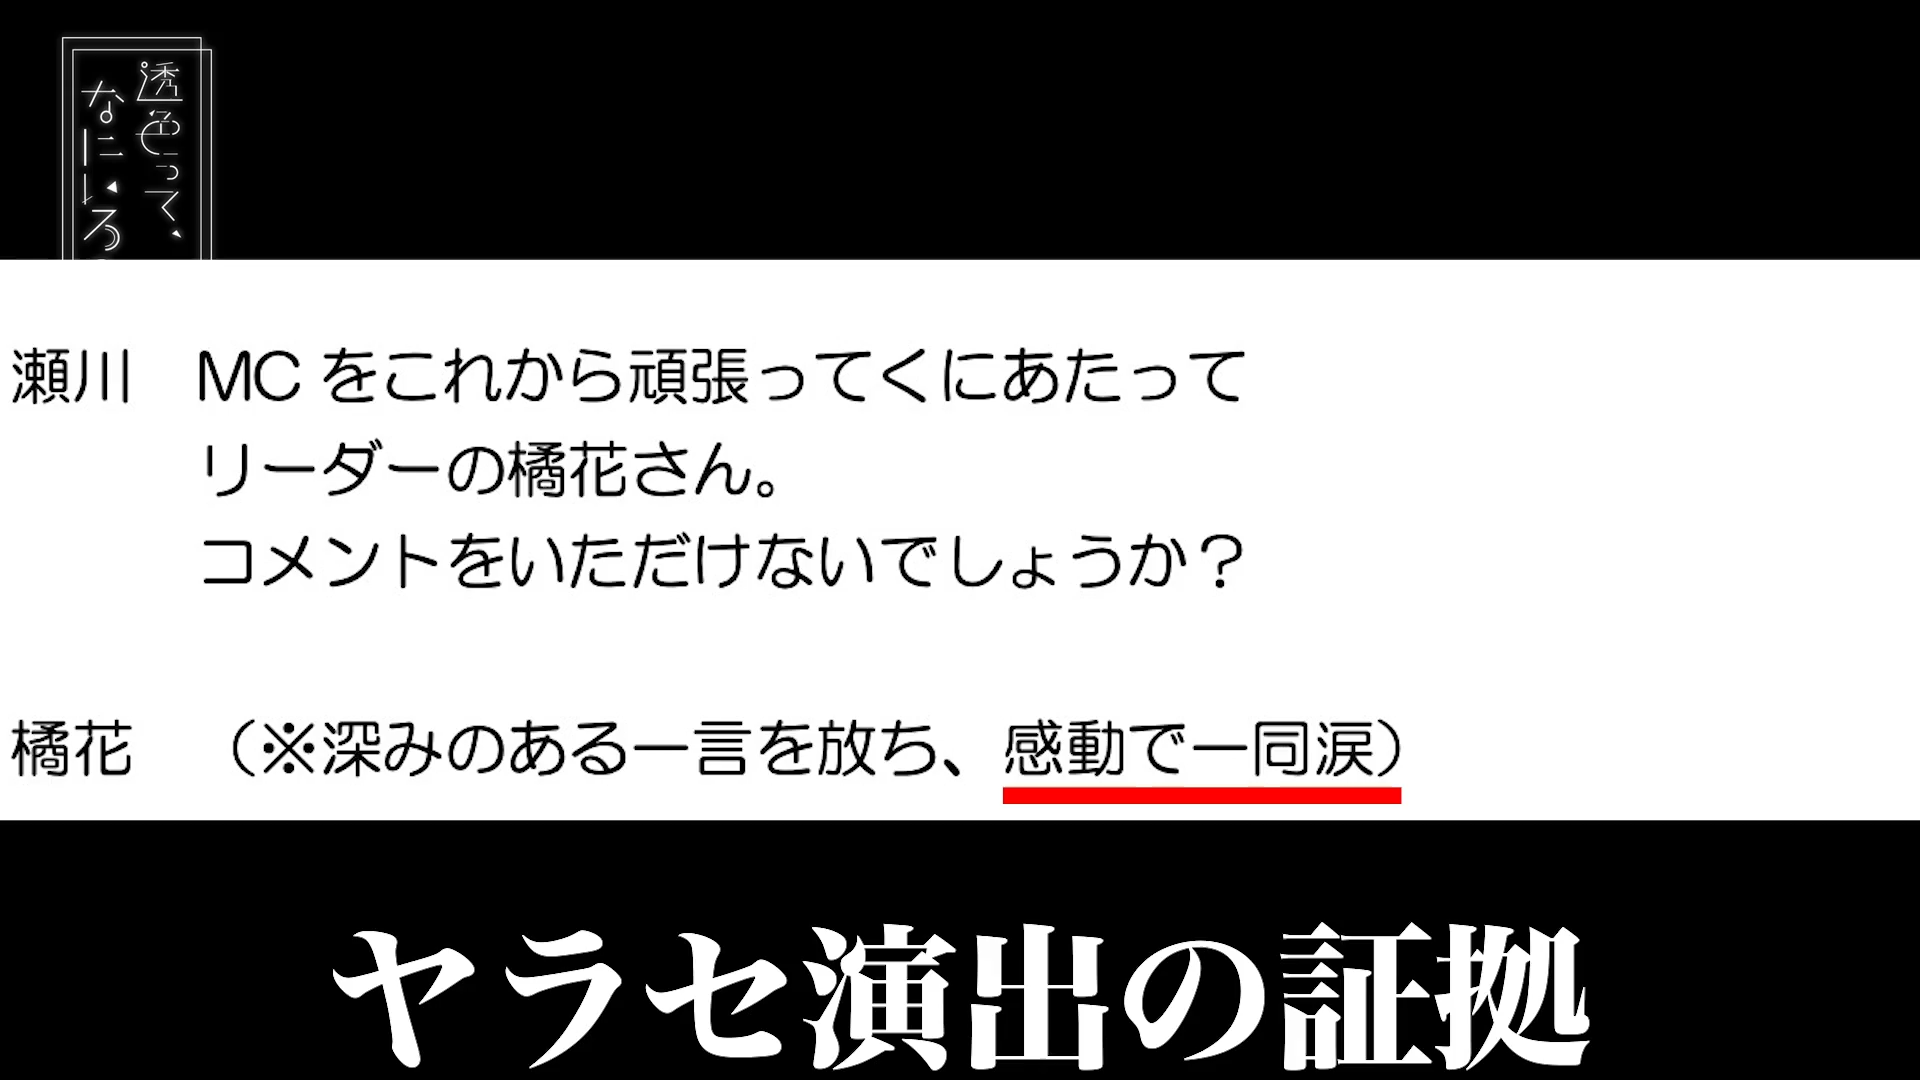 透色って、
なにいろ
瀬川　MCをこれから頑張ってくにあたって
リーダーの橘花さん。
コメントをいただけないでしょうか？
橘花　（※深みのある一言を放ち、感動で一同涙）
ヤラセ演出の証拠